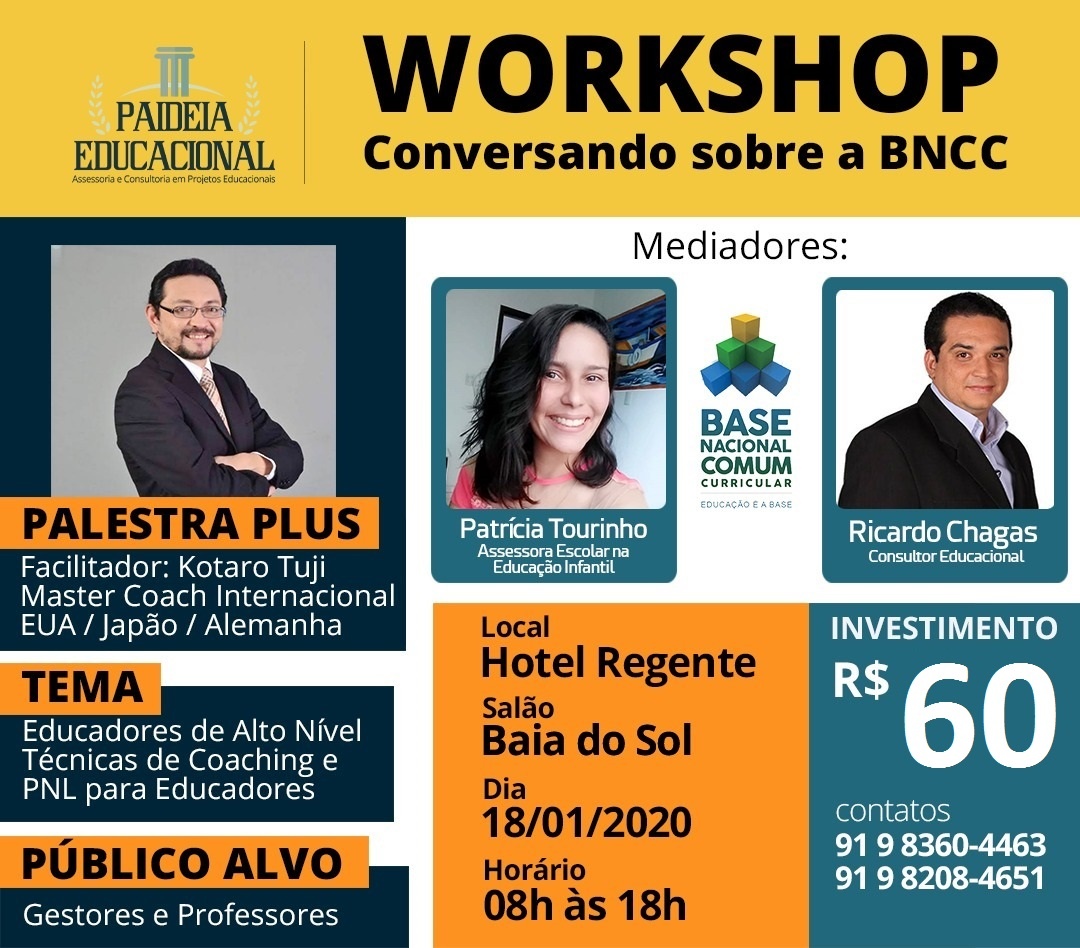 PAIDEIA
EDUCACIONAL
Assessoria e Consultoria em Projetos Educacionais
WORKSHOP
Conversando sobre a BNCC
PALESTRA PLUS
Facilitador: Kotaro Tuji
Master Coach Internacional
EUA / Japão / Alemanha
TEMA
Educadores de Alto Nível
Técnicas de Coaching e
PNL para Educadores
PÚBLICO ALVO
Gestores e Professores
Mediadores:
Patrícia Tourinho
Assessora Escolar na
Educação Infantil
BASE
NACIONAL
COMUM
CURRICULAR
EDUCAÇÃO É A BASE
Ricardo Chagas
Consultor Educacional
Local
Hotel Regente
Salão
Baia do Sol
Dia
18/01/2020
Horário
08h às 18h
INVESTIMENTO
R$ 60
contatos
91 9 8360-4463
91 9 8208-4651